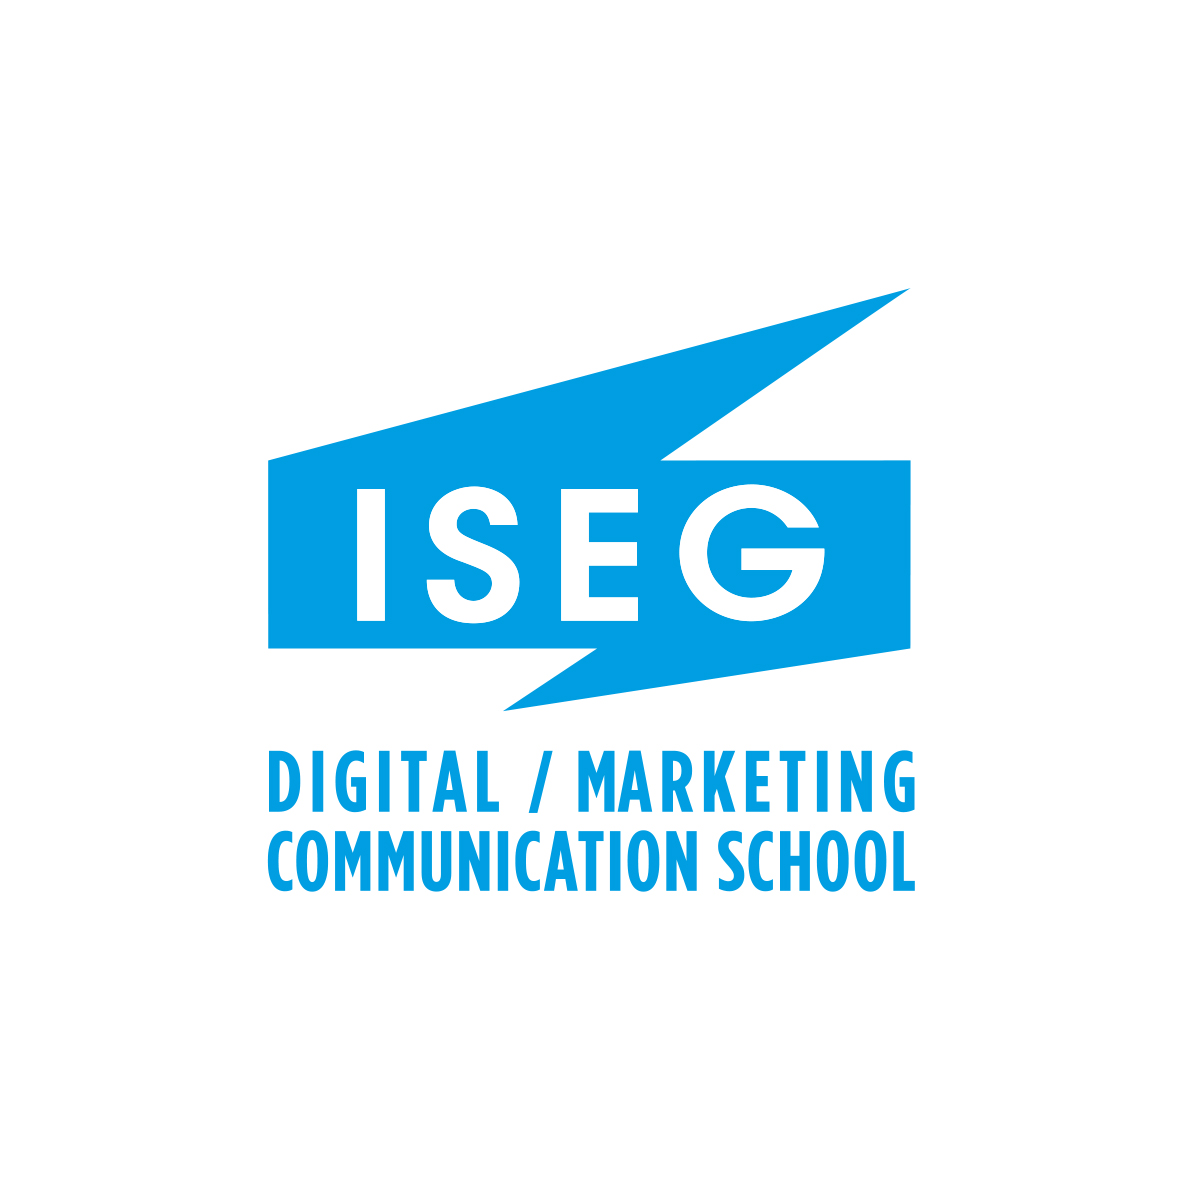 ISEG
DIGITAL / MARKETING
COMMUNICATION SCHOOL